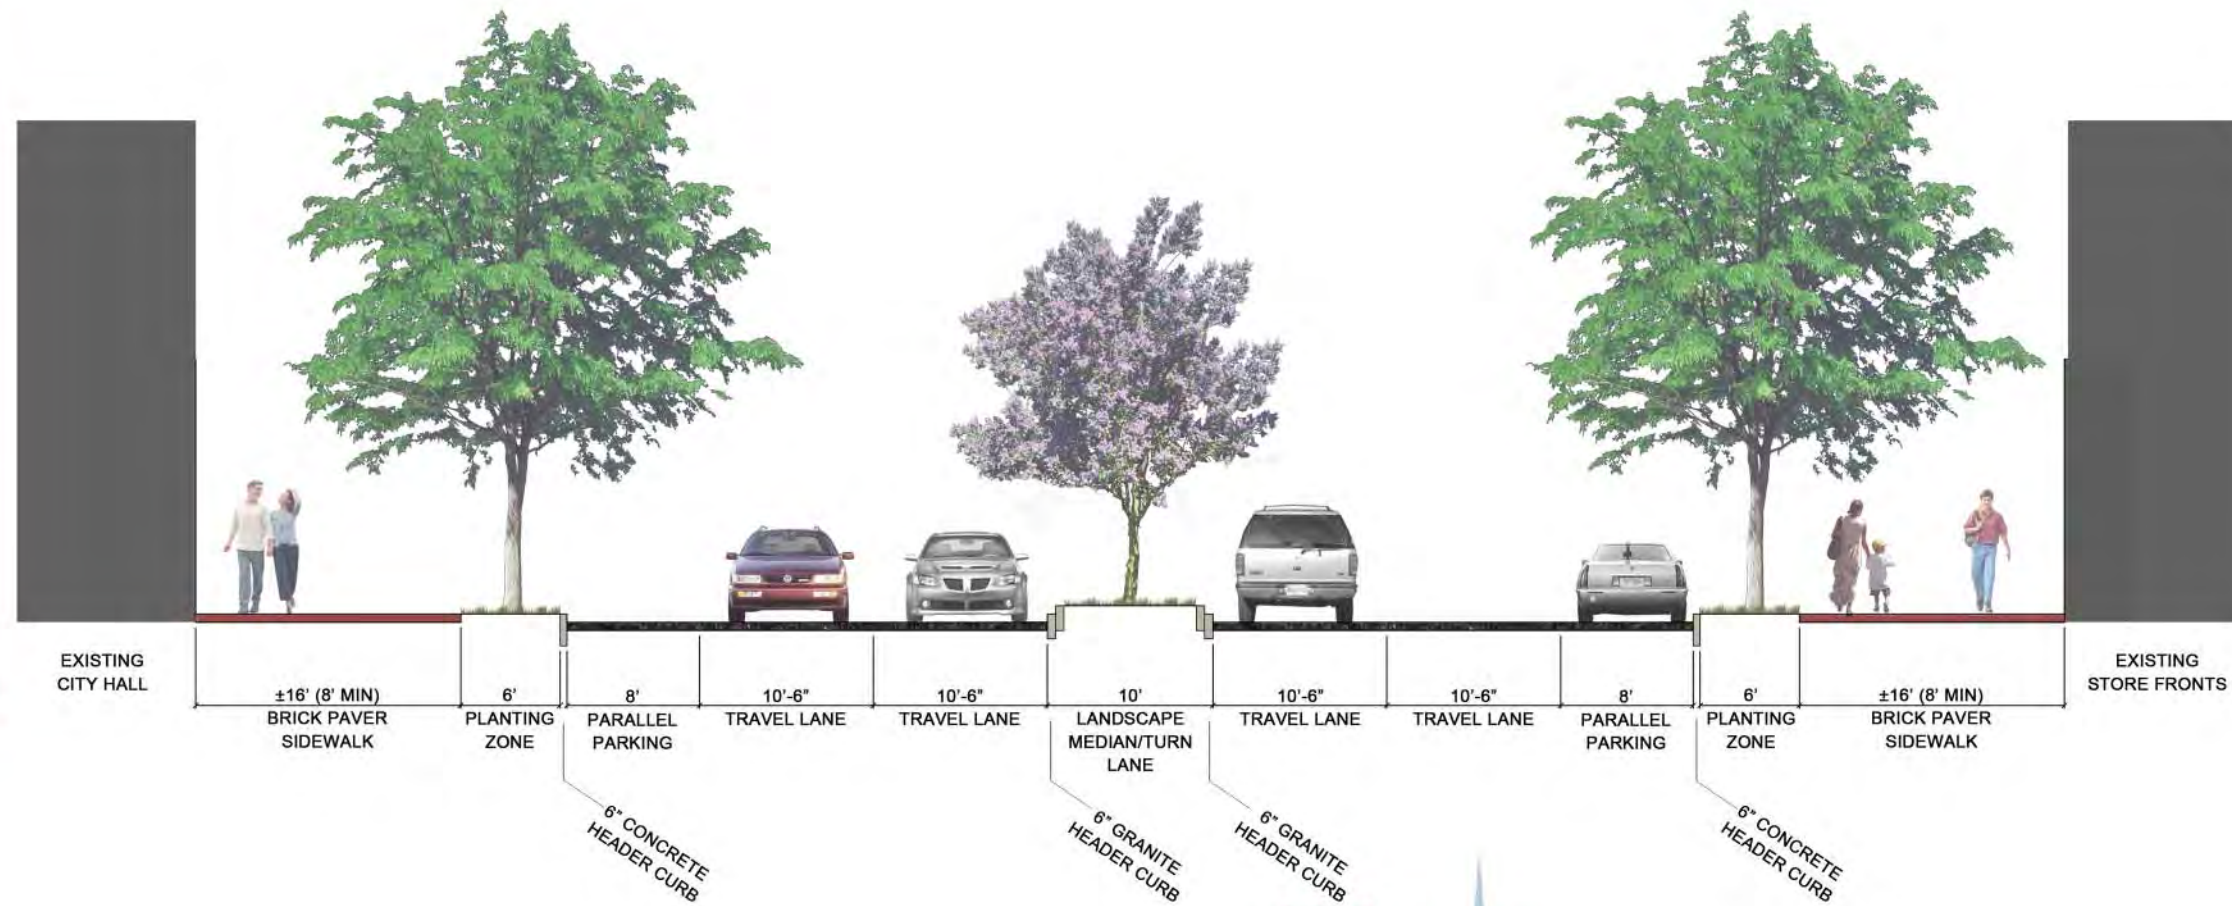 EXISTING
CITY HALL
±16' (8' MIN)
BRICK PAVER
SIDEWALK
6'
PLANTING
ZONE
8'
PARALLEL
PARKING
10'-6"
TRAVEL LANE
10'-6"
TRAVEL LANE
10'
LANDSCAPE
MEDIAN/TURN
LANE
10'-6"
TRAVEL LANE
10'-6"
TRAVEL LANE
8'
PARALLEL
PARKING
6'
PLANTING
ZONE
±16' (8' MIN)
BRICK PAVER
SIDEWALK
EXISTING
STORE FRONTS
6" CONCRETE
HEADER CURB
6" GRANITE
HEADER CURB
6" GRANITE
HEADER CURB
6" CONCRETE
HEADER CURB